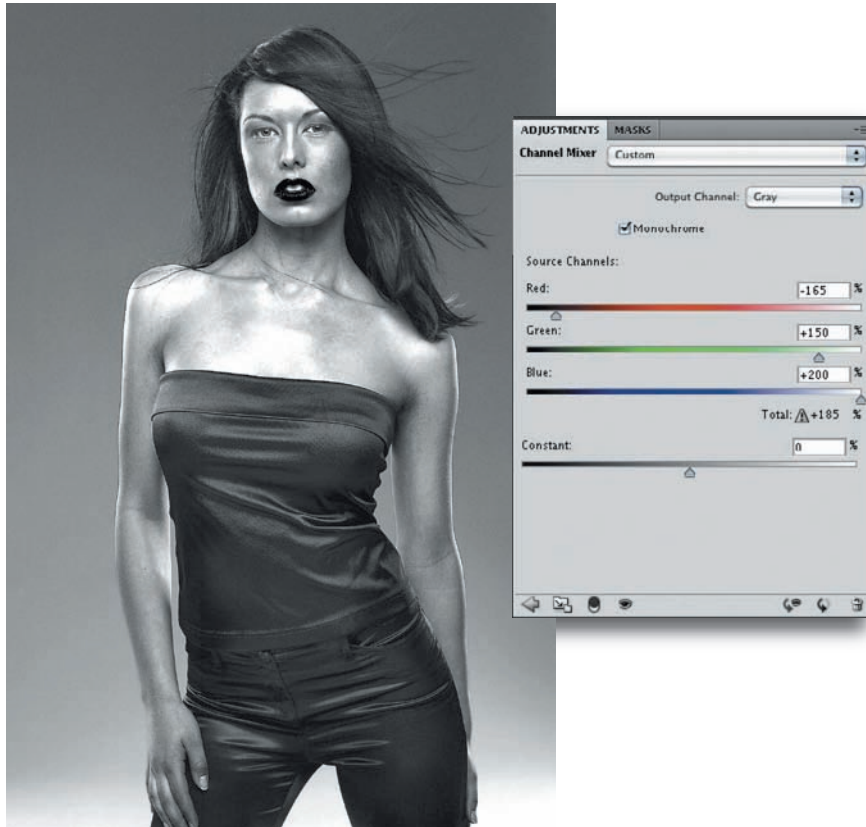 ADJUSTMENTS MASKS
Channel Mixer Custom
Output Channel: Gray
Monochrome
Source Channels:
Red: -165 %
Green: +150 %
Blue: +200 %
Total: +185 %
Constant: 0 %